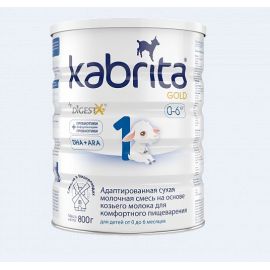 kabrita
GOLD
DIGESTX
0-6
1
DHA+ARA
Адаптированная сухая
молочная смесь на основе
козьего молока для
комфортного пищеварения
для детей от 0 до 6 месяцев
800г